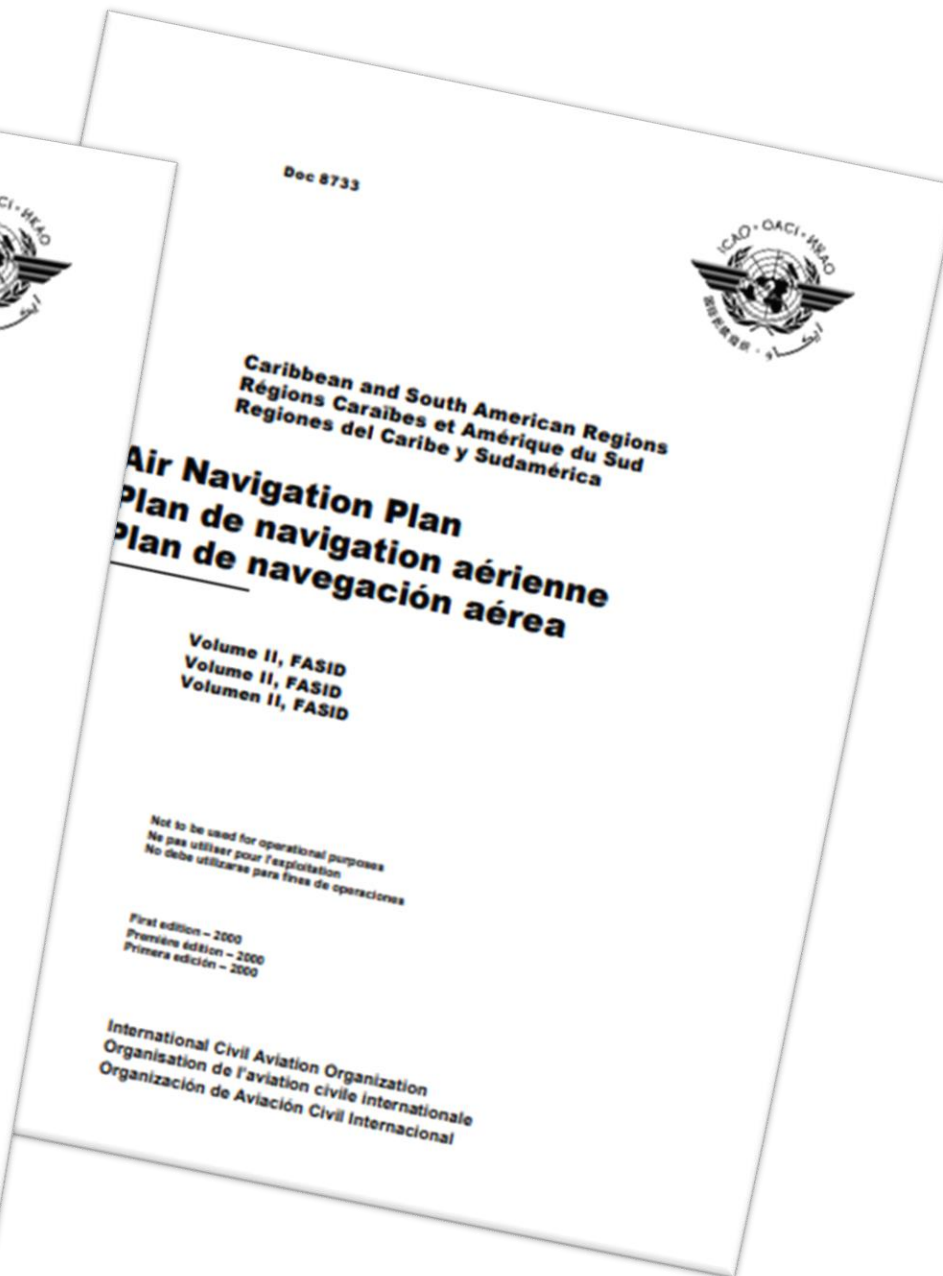 Doc 8733
ICAO · OACI · ИКАО
Caribbean and South American Regions
Régions Caraïbes et Amérique du Sud
Regiones del Caribe y Sudamérica
Air Navigation Plan
Plan de navigation aérienne
Plan de navegación aérea
Volume II, FASID
Volume II, FASID
Volumen II, FASID
Not to be used for operational purposes
Ne pas utiliser pour l'exploitation
No debe utilizarse para fines de operaciones
First edition – 2000
Première édition – 2000
Primera edición – 2000
International Civil Aviation Organization
Organisation de l'aviation civile internationale
Organización de Aviación Civil Internacional